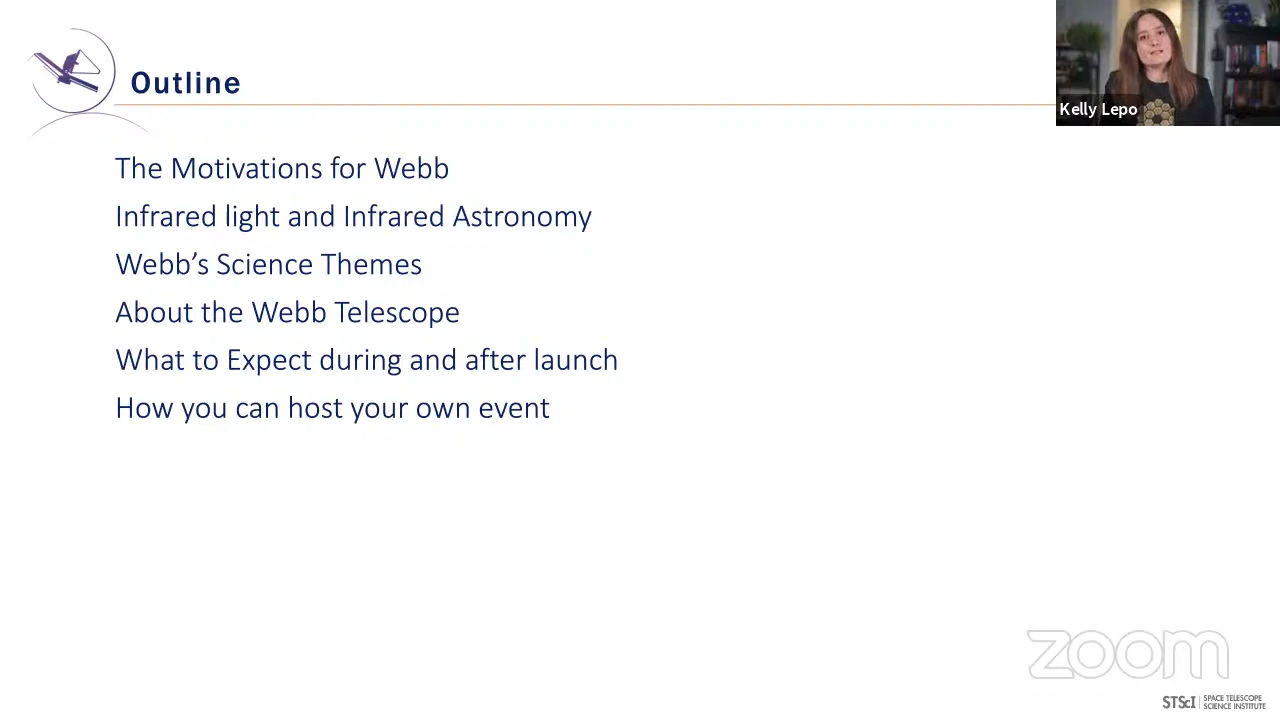 Outline
Kelly Lepo
The Motivations for Webb
Infrared light and Infrared Astronomy
Webb’s Science Themes
About the Webb Telescope
What to Expect during and after launch
How you can host your own event
zoom
STScI | SPACE TELESCOPE
SCIENCE INSTITUTE